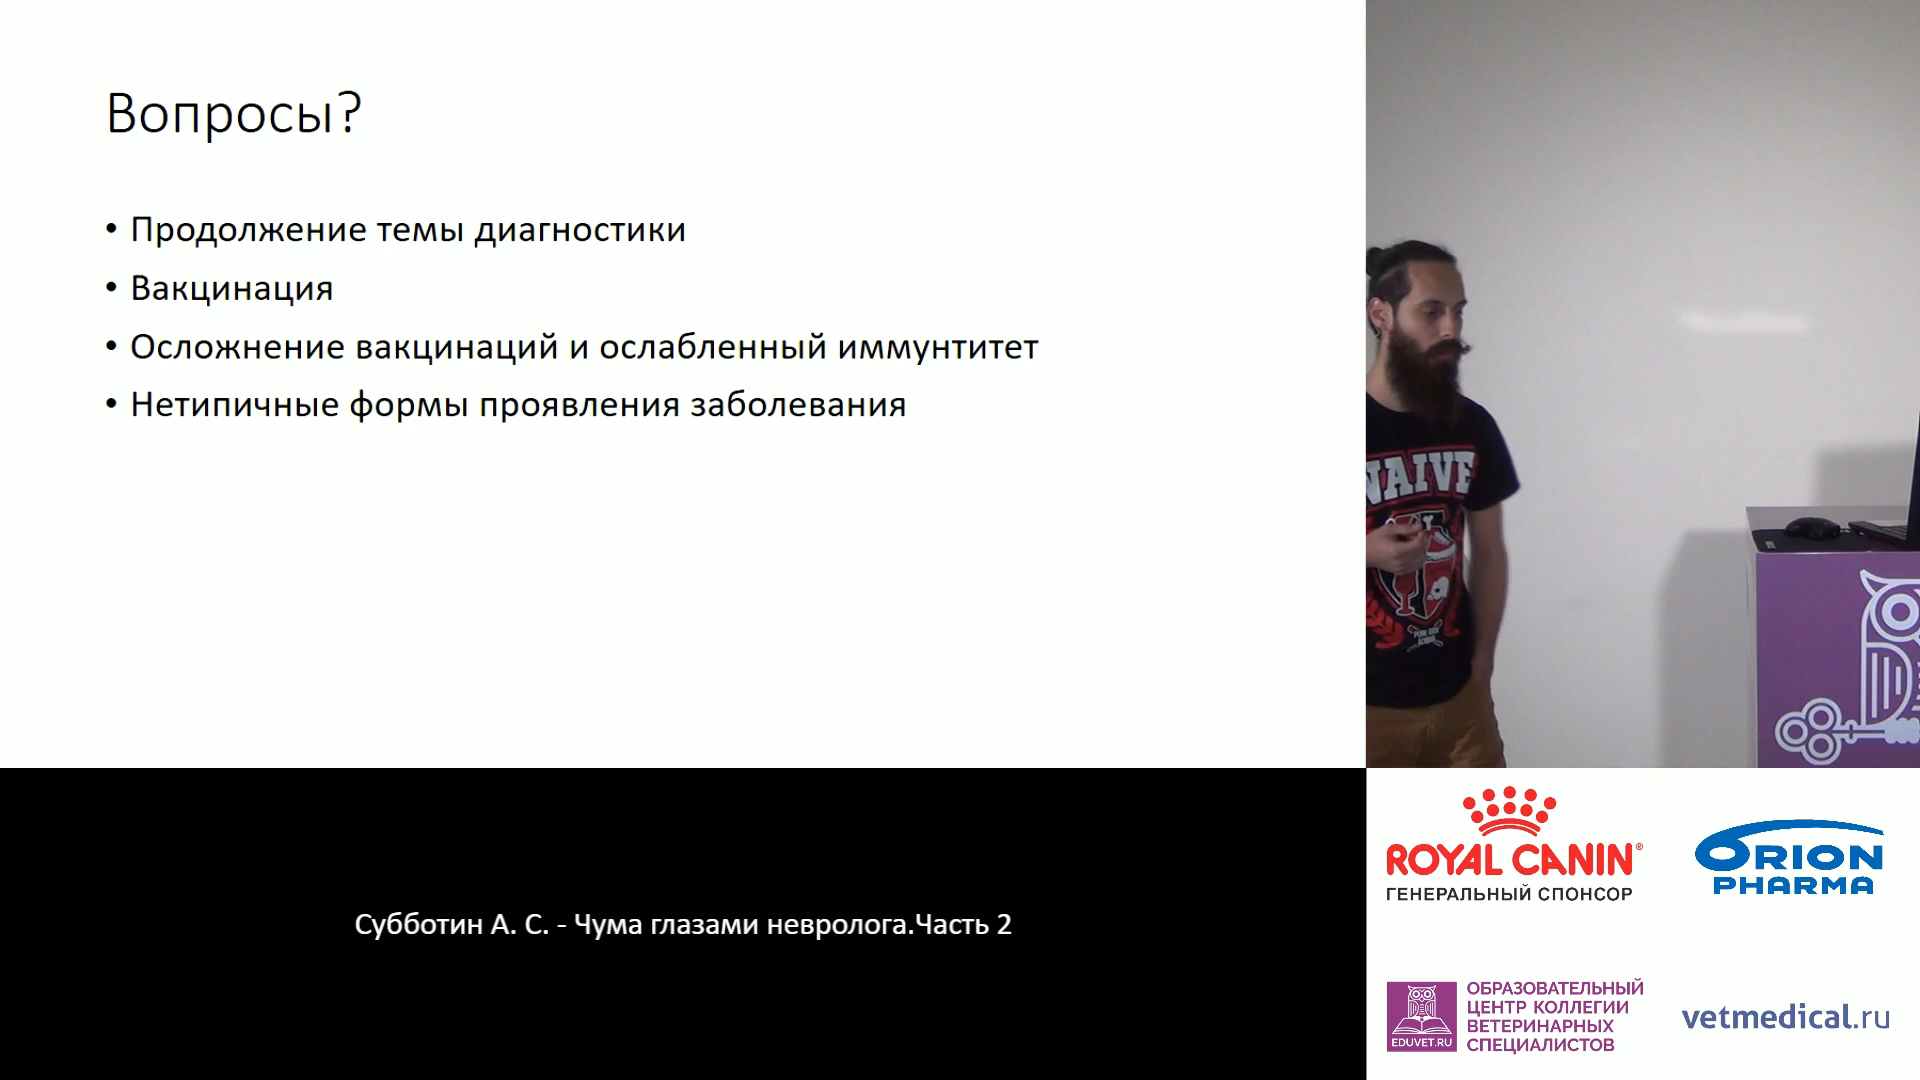 Вопросы?
• Продолжение темы диагностики
• Вакцинация
• Осложнение вакцинаций и ослабленный иммунтитет
• Нетипичные формы проявления заболевания
NAIVE
Субботин А. С. - Чума глазами невролога.Часть 2
ROYAL CANIN®
ГЕНЕРАЛЬНЫЙ СПОНСОР
ORION
PHARMA
EDUVET.RU
ОБРАЗОВАТЕЛЬНЫЙ
ЦЕНТР КОЛЛЕГИИ
ВЕТЕРИНАРНЫХ
СПЕЦИАЛИСТОВ
vetmedical.ru